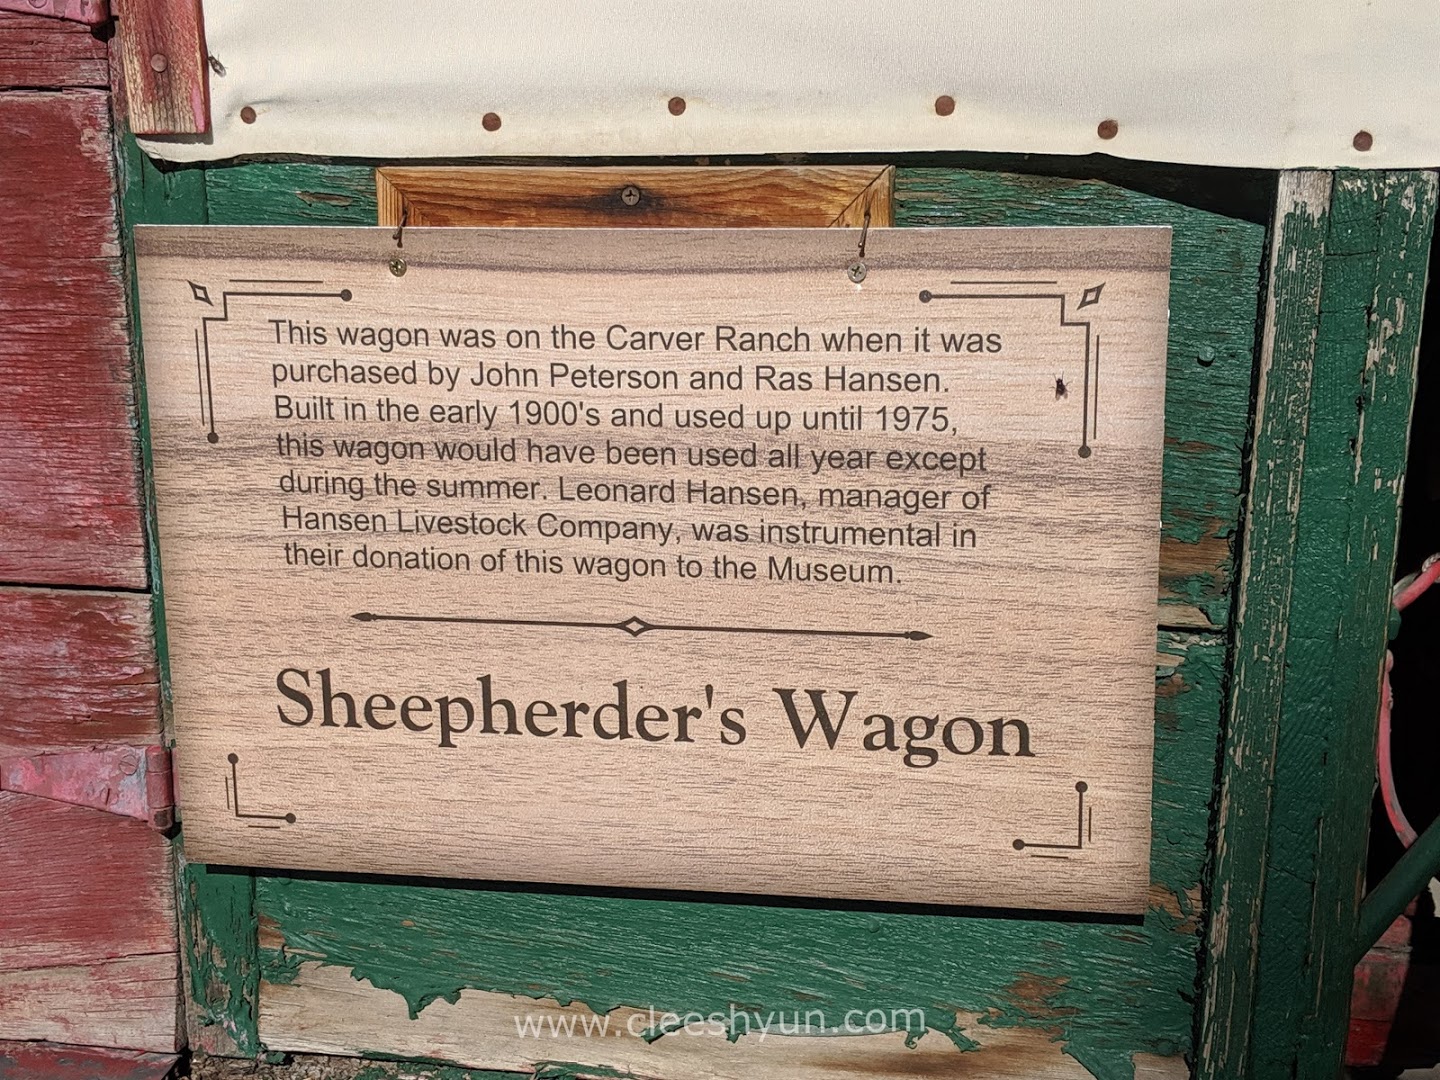 This wagon was on the Carver Ranch when it was
purchased by John Peterson and Ras Hansen.
Built in the early 1900's and used up until 1975,
this wagon would have been used all year except
during the summer. Leonard Hansen, manager of
Hansen Livestock Company, was instrumental in
their donation of this wagon to the Museum.
Sheepherder's Wagon
www.cleeshyun.com